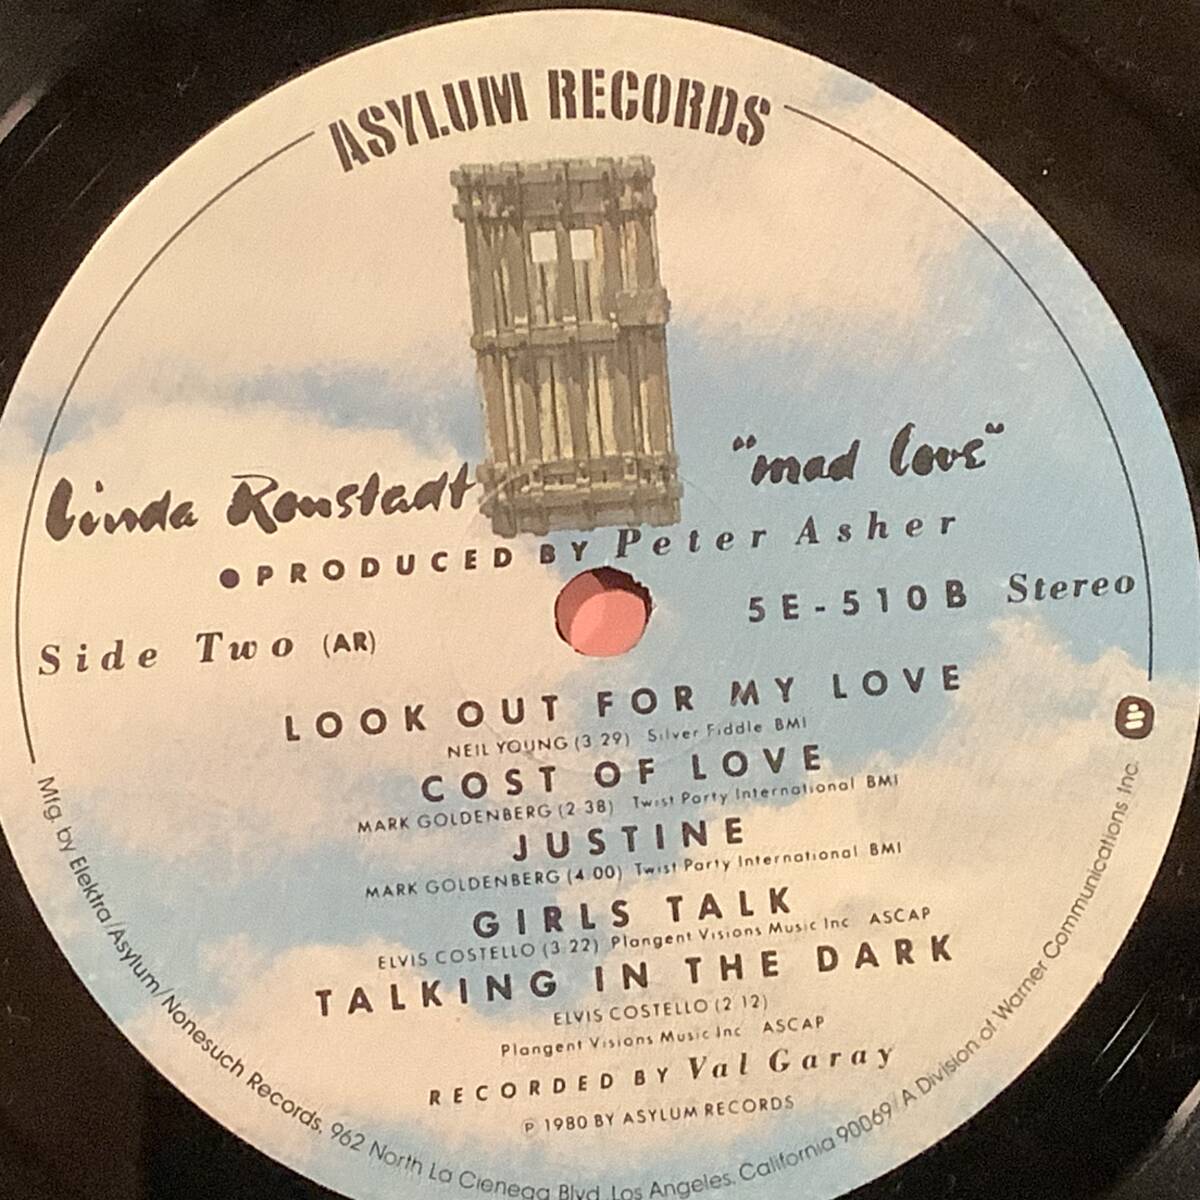 ASYLUM RECORDS
Linda Ronstadt
"mad love"
●PRODUCED BY Peter Asher
Side Two (AR)
5E-510B Stereo
LOOK OUT FOR MY LOVE
NEIL YOUNG (3 29) Silver Fiddle BMI
COST OF LOVE
MARK GOLDENBERG (2 38) Twist Party International BMI
JUSTINE
MARK GOLDENBERG (4 00) Twist Party International BMI
GIRLS TALK
ELVIS COSTELLO (3 22) Plangent Visions Music Inc ASCAP
TALKING IN THE DARK
ELVIS COSTELLO (2 12)
Plangent Visions Music Inc ASCAP
RECORDED BY Val Garay
℗ 1980 BY ASYLUM RECORDS
Mfg. by Elektra/Asylum/Nonesuch Records, 962 North La Cienega Blvd. Los Angeles, California 90069/A Division of Warner Communications Inc.